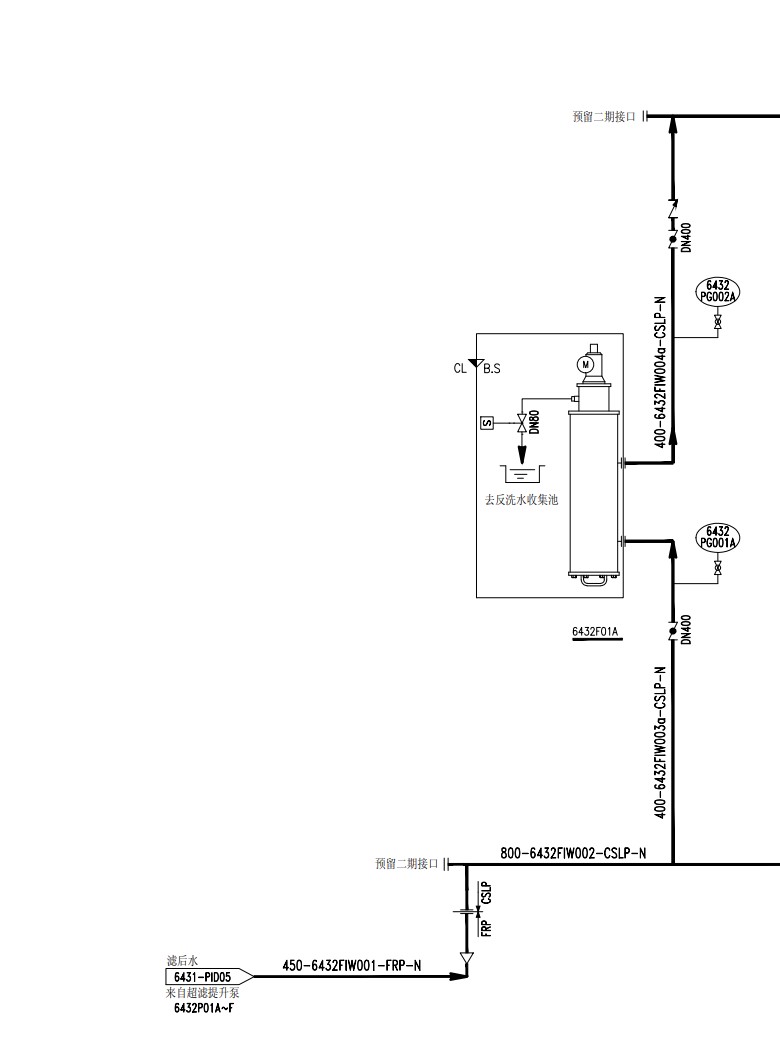 预留二期接口
DN400
6432
PG002A
400-6432FIW004a-CSLP-N
CL
B.S
M
S
DN80
去反洗水收集池
6432
PG001A
6432F01A
DN400
400-6432FIW003a-CSLP-N
800-6432FIW002-CSLP-N
预留二期接口
CSLP
FRP
滤后水
450-6432FIW001-FRP-N
6431-PID05
来自超滤提升泵
6432P01A~F